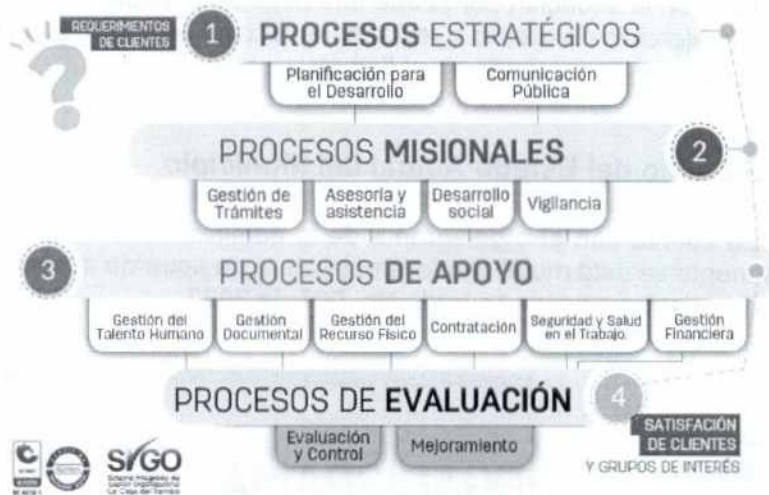 REQUERIMIENTOS
DE CLIENTES
?
1
PROCESOS ESTRATÉGICOS
Planificación para
el Desarrollo
Comunicación
Pública
PROCESOS MISIONALES
2
Gestión de
Trámites
Asesoría y
asistencia
Desarrollo
social
Vigilancia
3
PROCESOS DE APOYO
Gestión del
Talento Humano
Gestión
Documental
Gestión del
Recurso Físico
Contratación
Seguridad y Salud
en el Trabajo.
Gestión
Financiera
PROCESOS DE EVALUACIÓN
4
Evaluación
y Control
Mejoramiento
SATISFACCIÓN
DE CLIENTES
Y GRUPOS DE INTERÉS
SIGO